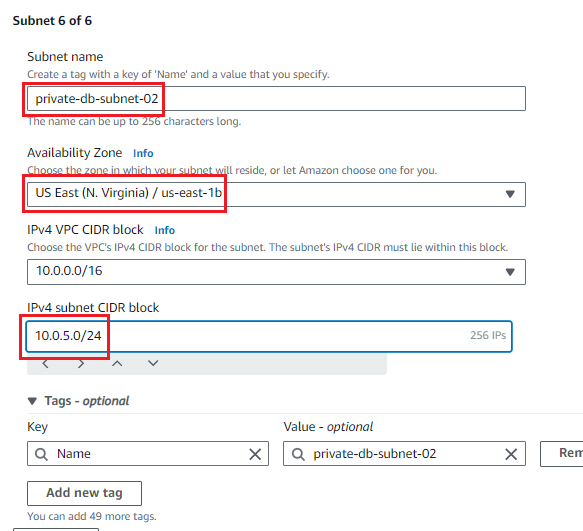 Subnet 6 of 6
Subnet name
Create a tag with a key of 'Name' and a value that you specify.
private-db-subnet-02
The name can be up to 256 characters long.
Availability Zone Info
Choose the zone in which your subnet will reside, or let Amazon choose one for you.
US East (N. Virginia) / us-east-1b
IPv4 VPC CIDR block Info
Choose the VPC's IPv4 CIDR block for the subnet. The subnet's IPv4 CIDR must lie within this block.
10.0.0.0/16
IPv4 subnet CIDR block
10.0.5.0/24 256 IPs
Tags - optional
Key Value - optional
Name private-db-subnet-02 Rem
Add new tag
You can add 49 more tags.